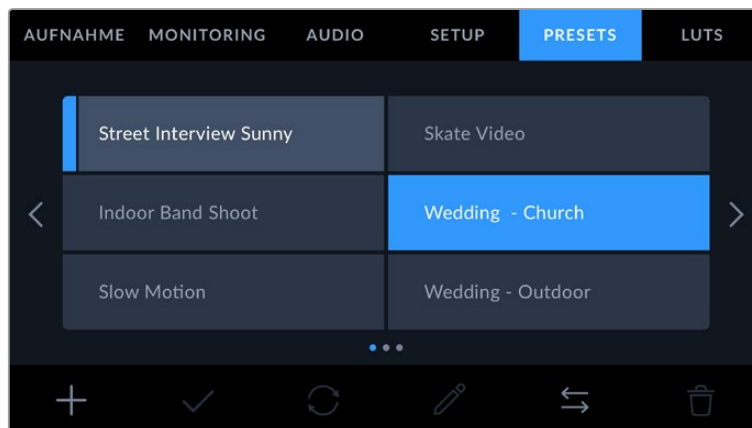 AUFNAHME MONITORING AUDIO SETUP PRESETS LUTS
Street Interview Sunny Skate Video
Indoor Band Shoot Wedding - Church
Slow Motion Wedding - Outdoor